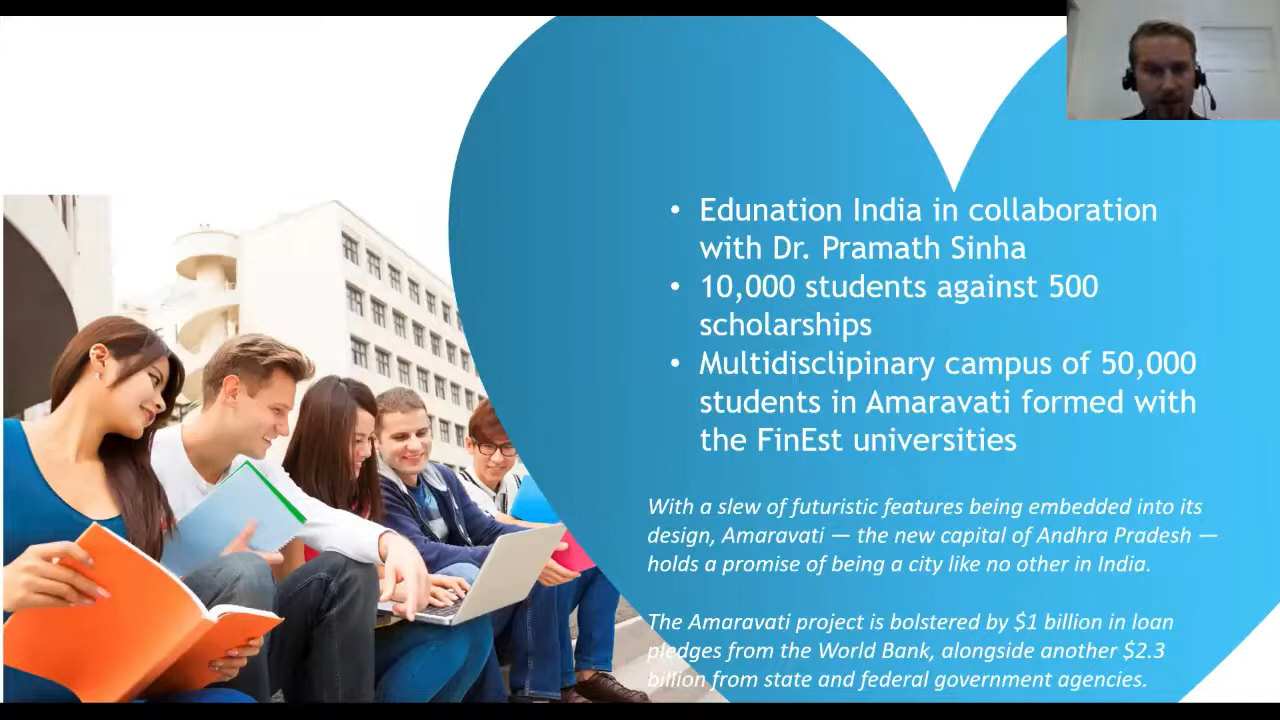 • Edunation India in collaboration
with Dr. Pramath Sinha
• 10,000 students against 500
scholarships
• Multidisclipinary campus of 50,000
students in Amaravati formed with
the FinEst universities
With a slew of futuristic features being embedded into its
design, Amaravati — the new capital of Andhra Pradesh —
holds a promise of being a city like no other in India.
The Amaravati project is bolstered by $1 billion in loan
pledges from the World Bank, alongside another $2.3
billion from state and federal government agencies.